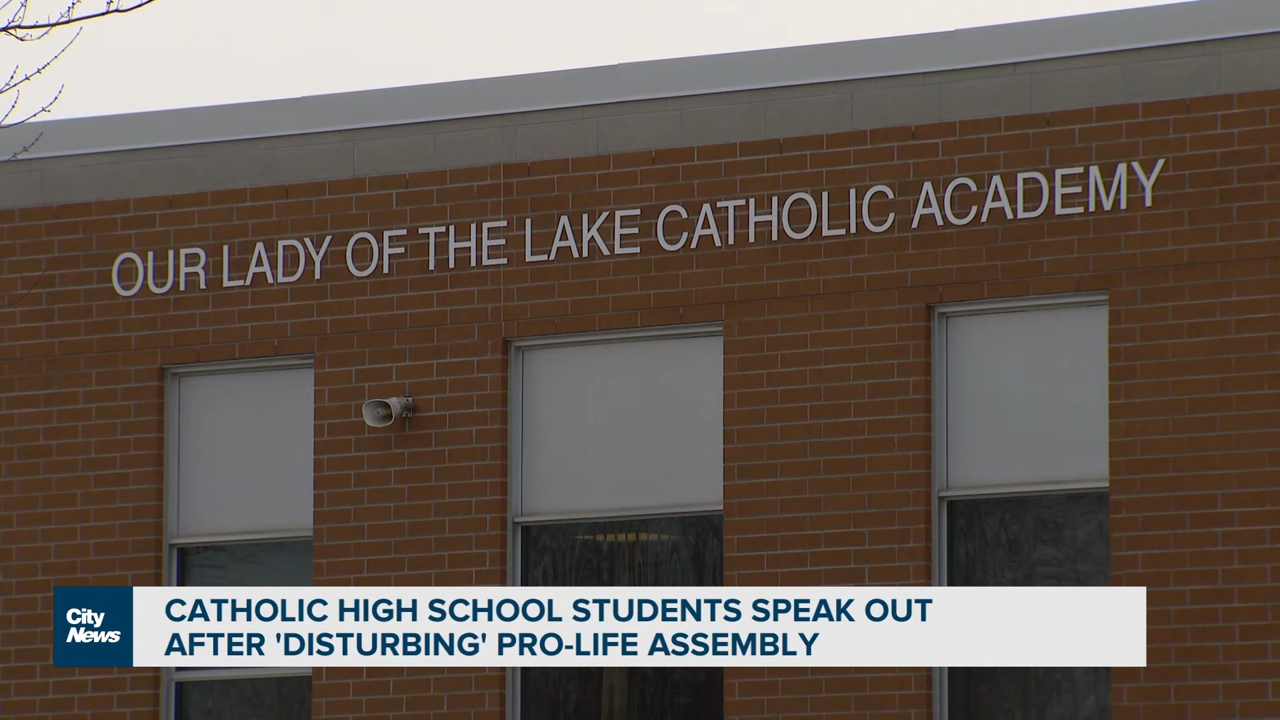 OUR LADY OF THE LAKE CATHOLIC ACADEMY
City
News
CATHOLIC HIGH SCHOOL STUDENTS SPEAK OUT
AFTER 'DISTURBING' PRO-LIFE ASSEMBLY